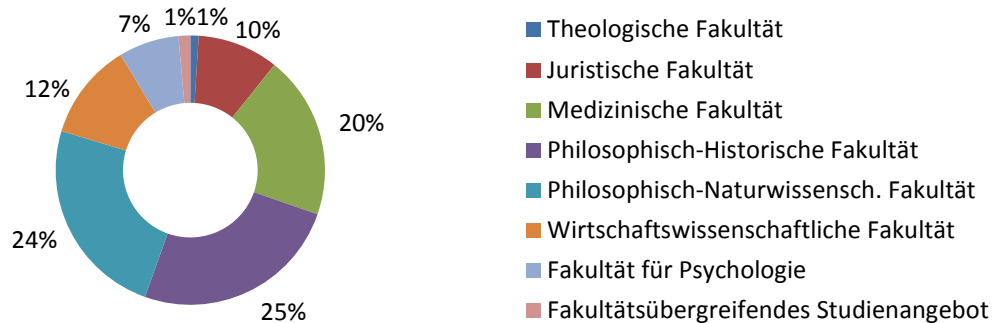 1%
1%
10%
20%
25%
24%
12%
7%
Theologische Fakultät
Juristische Fakultät
Medizinische Fakultät
Philosophisch-Historische Fakultät
Philosophisch-Naturwissensch. Fakultät
Wirtschaftswissenschaftliche Fakultät
Fakultät für Psychologie
Fakultätsübergreifendes Studienangebot